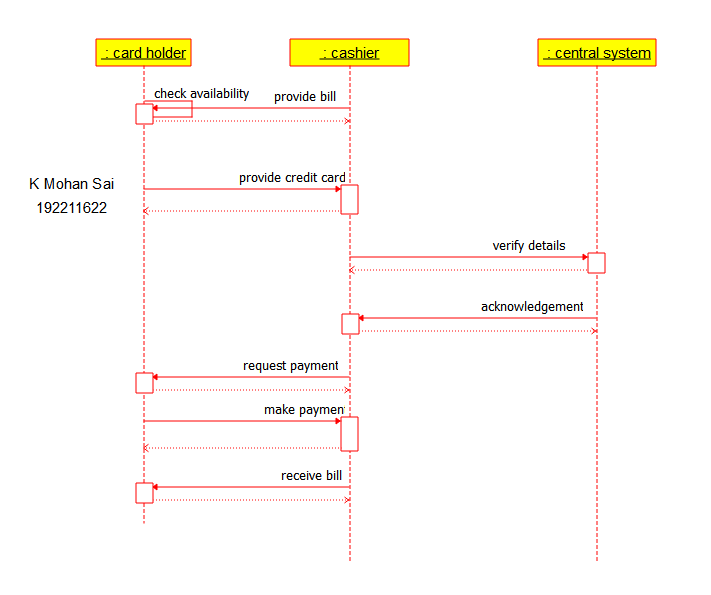 : card holder
: cashier
: central system
check availability
provide bill
provide credit card
K Mohan Sai
192211622
verify details
acknowledgement
request payment
make payment
receive bill